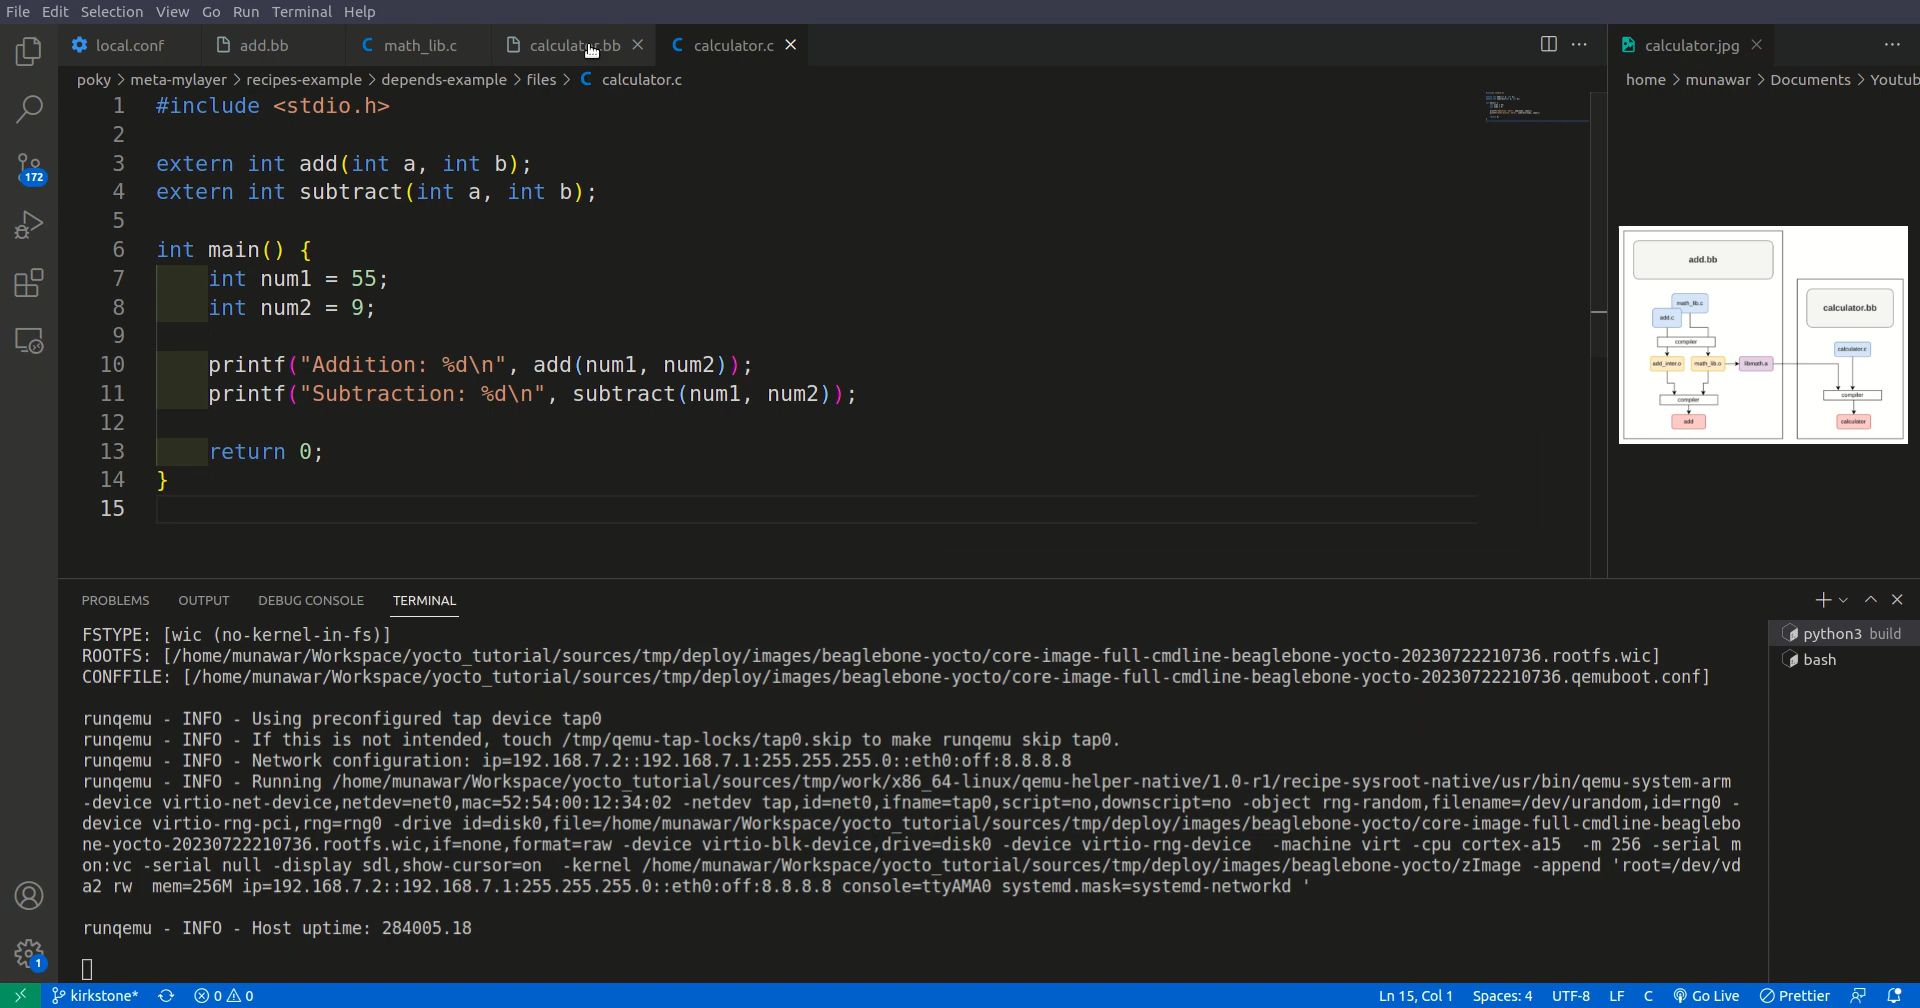 File Edit Selection View Go Run Terminal Help
local.conf add.bb math_lib.c calculator.bb calculator.c
calculator.jpg
poky > meta-mylayer > recipes-example > depends-example > files > C calculator.c
home > munawar > Documents > Youtub
1 #include <stdio.h>
2
3 extern int add(int a, int b);
4 extern int subtract(int a, int b);
5
6 int main() {
7 int num1 = 55;
8 int num2 = 9;
9
10 printf("Addition: %d\n", add(num1, num2));
11 printf("Subtraction: %d\n", subtract(num1, num2));
12
13 return 0;
14 }
15
172
add.bb
math_lib.c
add.c
compiler
add_inter.o math_lib.o libmath.a
compiler
add
calculator.bb
calculator.c
compiler
calculator
PROBLEMS OUTPUT DEBUG CONSOLE TERMINAL
python3 build
bash
FSTYPE: [wic (no-kernel-in-fs)]
ROOTFS: [/home/munawar/Workspace/yocto_tutorial/sources/tmp/deploy/images/beaglebone-yocto/core-image-full-cmdline-beaglebone-yocto-20230722210736.rootfs.wic]
CONFFILE: [/home/munawar/Workspace/yocto_tutorial/sources/tmp/deploy/images/beaglebone-yocto/core-image-full-cmdline-beaglebone-yocto-20230722210736.qemuboot.conf]
runqemu - INFO - Using preconfigured tap device tap0
runqemu - INFO - If this is not intended, touch /tmp/qemu-tap-locks/tap0.skip to make runqemu skip tap0.
runqemu - INFO - Network configuration: ip=192.168.7.2::192.168.7.1:255.255.255.0::eth0:off:8.8.8.8
runqemu - INFO - Running /home/munawar/Workspace/yocto_tutorial/sources/tmp/work/x86_64-linux/qemu-helper-native/1.0-r1/recipe-sysroot-native/usr/bin/qemu-system-arm
-device virtio-net-device,netdev=net0,mac=52:54:00:12:34:02 -netdev tap,id=net0,ifname=tap0,script=no,downscript=no -object rng-random,filename=/dev/urandom,id=rng0 -
device virtio-rng-pci,rng=rng0 -drive id=disk0,file=/home/munawar/Workspace/yocto_tutorial/sources/tmp/deploy/images/beaglebone-yocto/core-image-full-cmdline-beaglebo
ne-yocto-20230722210736.rootfs.wic,if=none,format=raw -device virtio-blk-device,drive=disk0 -device virtio-rng-device  -machine virt -cpu cortex-a15  -m 256 -serial m
on:vc -serial null -display sdl,show-cursor=on  -kernel /home/munawar/Workspace/yocto_tutorial/sources/tmp/deploy/images/beaglebone-yocto/zImage -append 'root=/dev/vd
a2 rw  mem=256M ip=192.168.7.2::192.168.7.1:255.255.255.0::eth0:off:8.8.8.8 console=ttyAMA0 systemd.mask=systemd-networkd '
runqemu - INFO - Host uptime: 284005.18
1
kirkstone* 0 0 Ln 15, Col 1 Spaces: 4 UTF-8 LF C Go Live Prettier